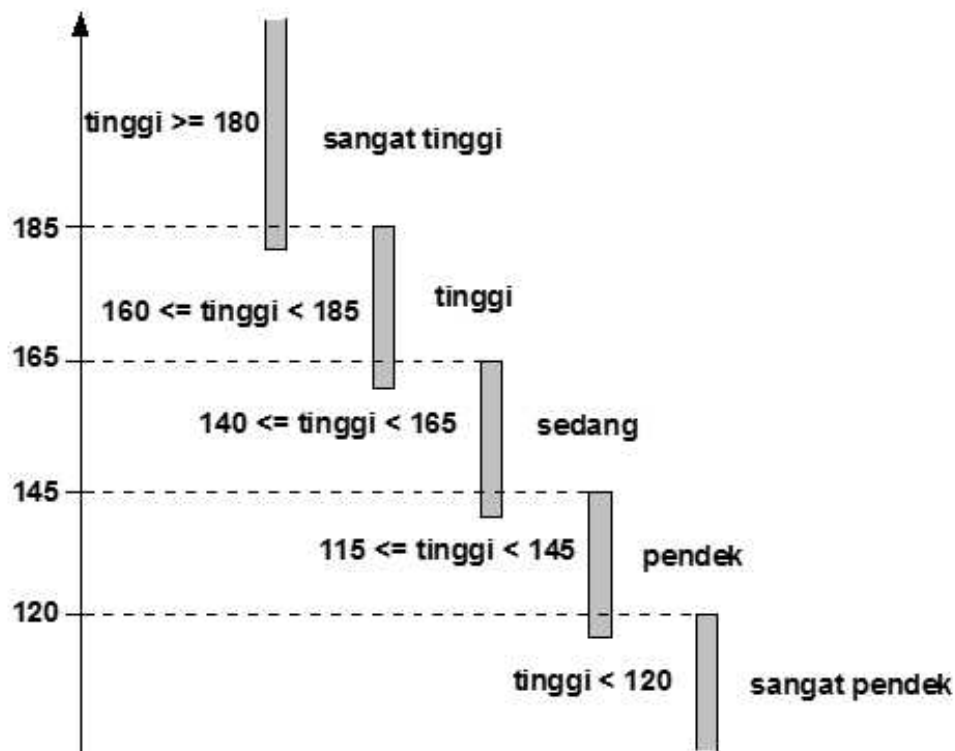 tinggi >= 180
sangat tinggi
185
160 <= tinggi < 185
tinggi
165
140 <= tinggi < 165
sedang
145
115 <= tinggi < 145
pendek
120
tinggi < 120
sangat pendek